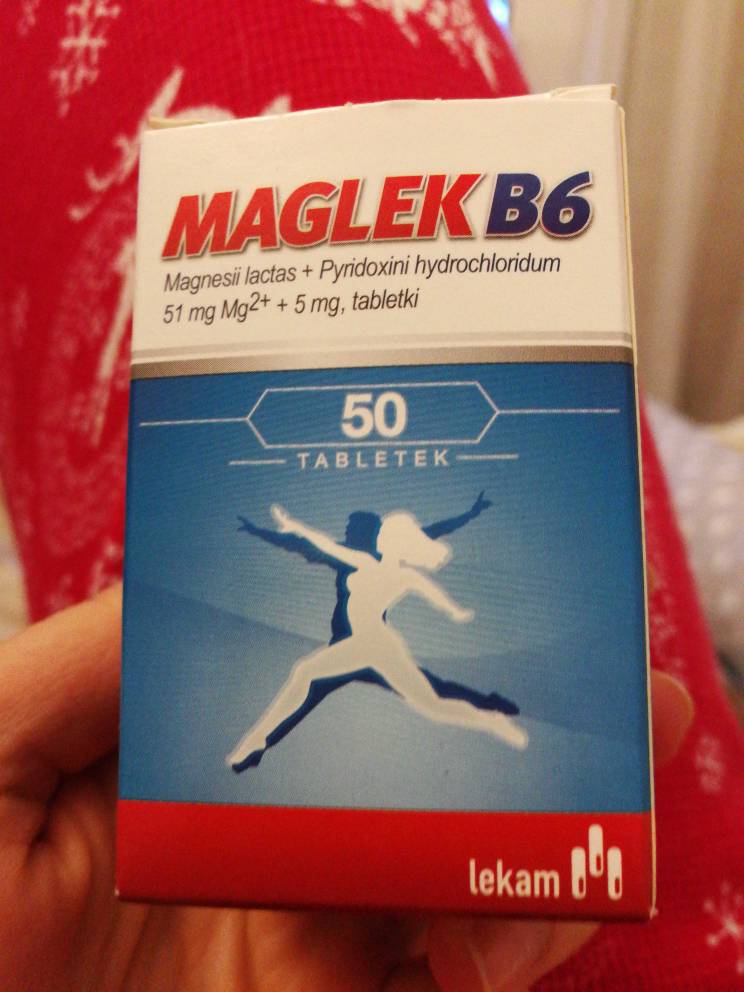 MAGLEK B6
Magnesii lactas + Pyridoxini hydrochloridum
51 mg Mg2+ + 5 mg, tabletki
50
TABLETEK
lekam